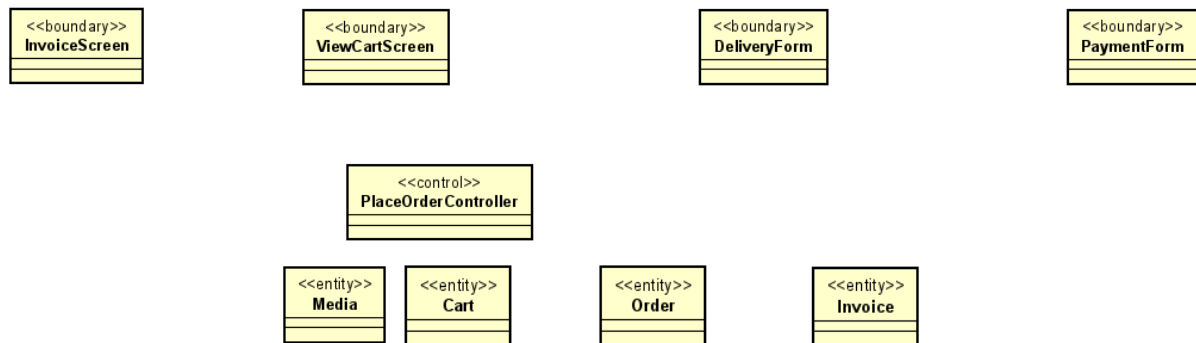 <<boundary>>
InvoiceScreen
<<boundary>>
ViewCartScreen
<<boundary>>
DeliveryForm
<<boundary>>
PaymentForm
<<control>>
PlaceOrderController
<<entity>>
Media
<<entity>>
Cart
<<entity>>
Order
<<entity>>
Invoice